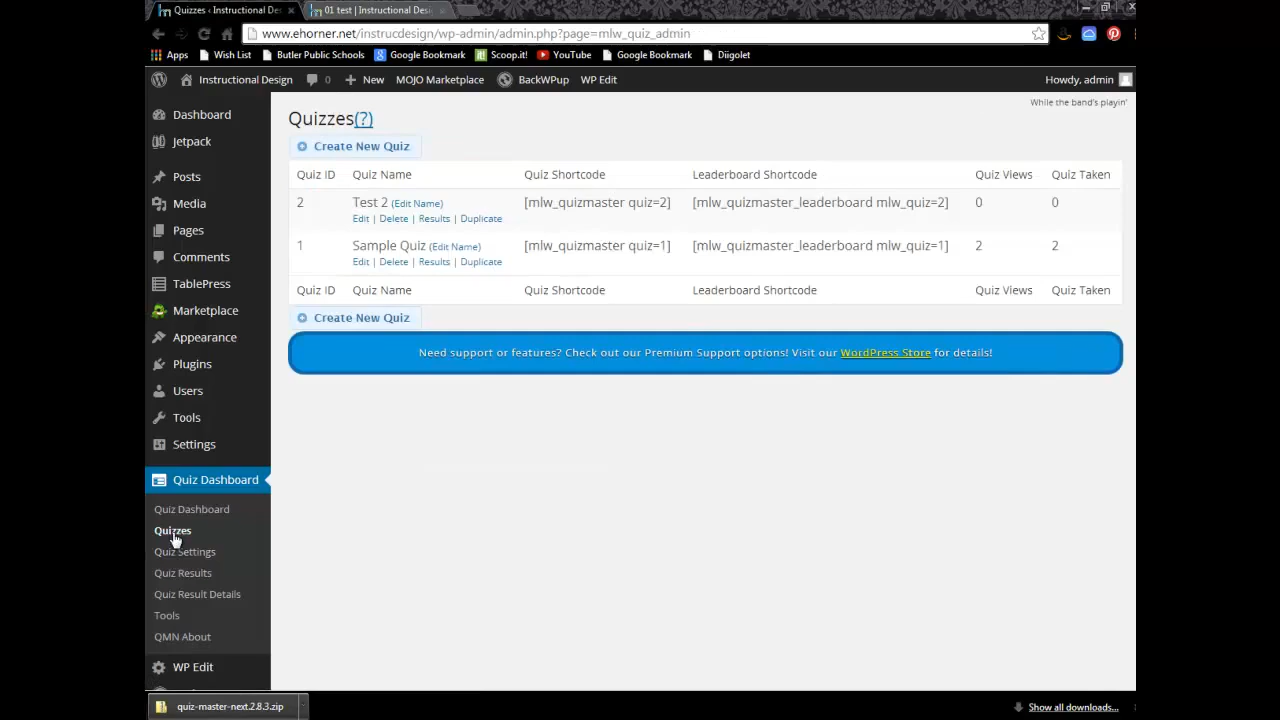 Quizzes ‹ Instructional De
01 test | Instructional Desi
www.ehorner.net/instrucdesign/wp-admin/admin.php?page=mlw_quiz_admin
Apps Wish List Butler Public Schools Google Bookmark Scoop.it! YouTube Google Bookmark Diigolet
Instructional Design 0 New MOJO Marketplace BackWPup WP Edit Howdy, admin
While the band's playin'
Dashboard
Jetpack
Posts
Media
Pages
Comments
TablePress
Marketplace
Appearance
Plugins
Users
Tools
Settings
Quiz Dashboard
Quiz Dashboard
Quizzes
Quiz Settings
Quiz Results
Quiz Result Details
Tools
QMN About
WP Edit
Quizzes(?)
Create New Quiz
Quiz ID Quiz Name Quiz Shortcode Leaderboard Shortcode Quiz Views Quiz Taken
2 Test 2 (Edit Name) [mlw_quizmaster quiz=2] [mlw_quizmaster_leaderboard mlw_quiz=2] 0 0
Edit | Delete | Results | Duplicate
1 Sample Quiz (Edit Name) [mlw_quizmaster quiz=1] [mlw_quizmaster_leaderboard mlw_quiz=1] 2 2
Edit | Delete | Results | Duplicate
Quiz ID Quiz Name Quiz Shortcode Leaderboard Shortcode Quiz Views Quiz Taken
Create New Quiz
Need support or features? Check out our Premium Support options! Visit our WordPress Store for details!
quiz-master-next.2.8.3.zip
Show all downloads...